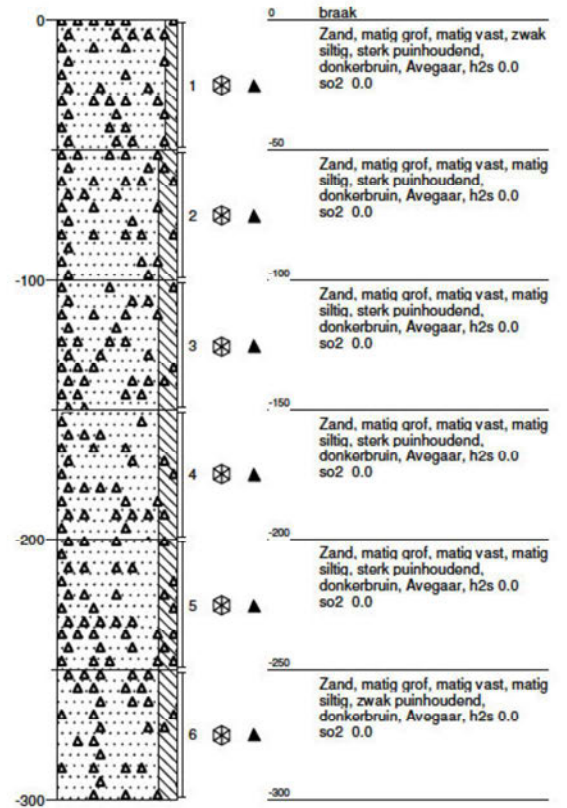 0
0
braak
Zand, matig grof, matig vast, zwak
siltig, sterk puinhoudend,
donkerbruin, Avegaar, h2s 0.0
so2 0.0
1
-50
Zand, matig grof, matig vast, matig
siltig, sterk puinhoudend,
donkerbruin, Avegaar, h2s 0.0
so2 0.0
2
-100
-100
Zand, matig grof, matig vast, matig
siltig, sterk puinhoudend,
donkerbruin, Avegaar, h2s 0.0
so2 0.0
3
-150
Zand, matig grof, matig vast, matig
siltig, sterk puinhoudend,
donkerbruin, Avegaar, h2s 0.0
so2 0.0
4
-200
-200
Zand, matig grof, matig vast, matig
siltig, sterk puinhoudend,
donkerbruin, Avegaar, h2s 0.0
so2 0.0
5
-250
Zand, matig grof, matig vast, matig
siltig, zwak puinhoudend,
donkerbruin, Avegaar, h2s 0.0
so2 0.0
6
-300
-300